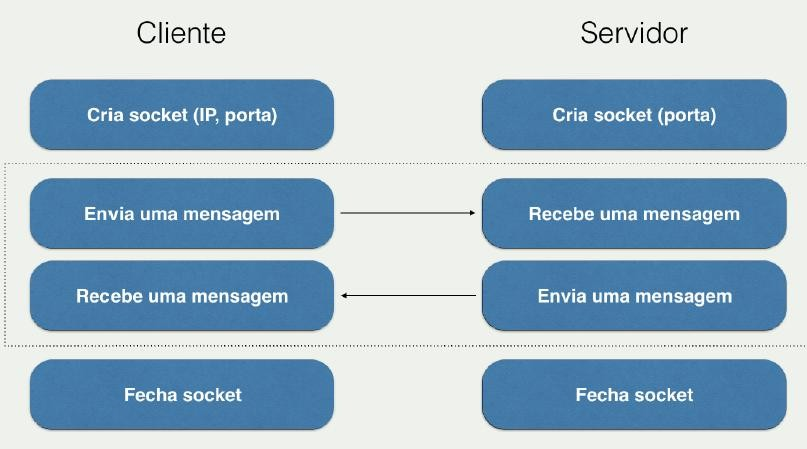 Cliente
Servidor
Cria socket (IP, porta)
Cria socket (porta)
Envia uma mensagem
Recebe uma mensagem
Recebe uma mensagem
Envia uma mensagem
Fecha socket
Fecha socket